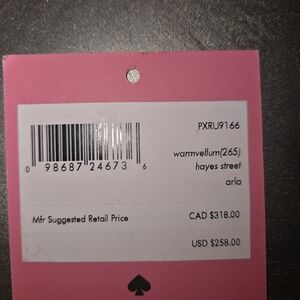 PXRU9166
warmvellum(265)
hayes street
arla
0 98687 24673 6
Mfr Suggested Retail Price CAD $318.00
USD $258.00